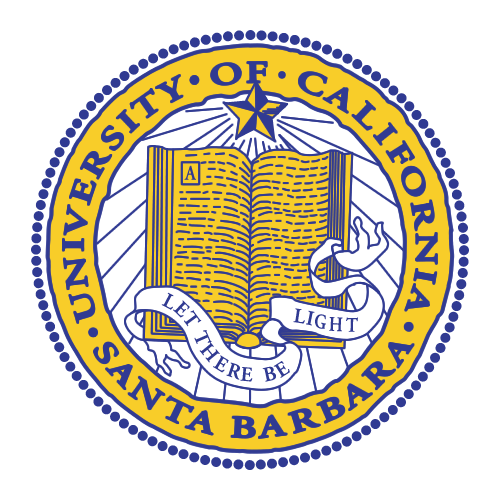 · UNIVERSITY · OF · CALIFORNIA ·
SANTA BARBARA
A
LET THERE BE
LIGHT